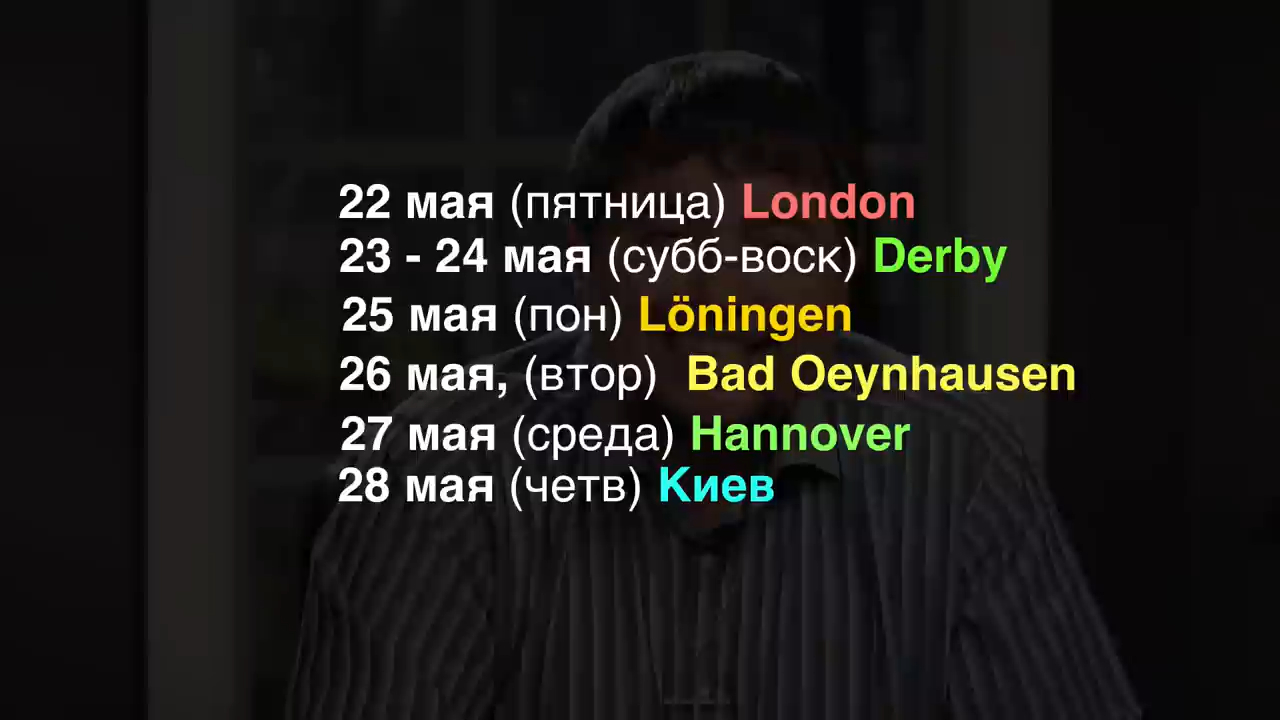 22 мая (пятница) London
23 - 24 мая (субб-воск) Derby
25 мая (пон) Löningen
26 мая, (втор) Bad Oeynhausen
27 мая (среда) Hannover
28 мая (четв) Киев